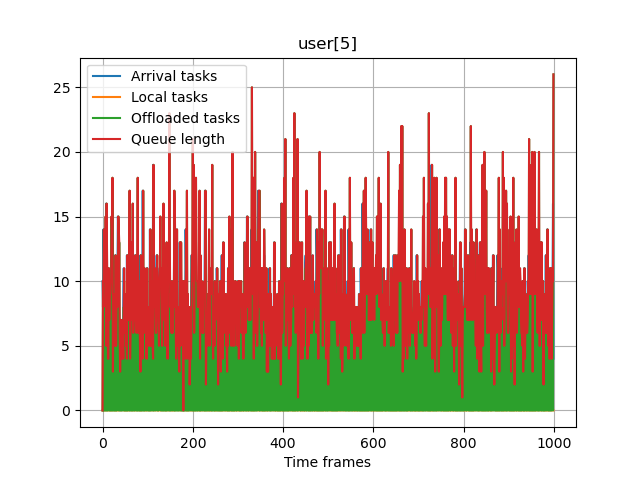 user[5]
Arrival tasks
Local tasks
Offloaded tasks
Queue length
25
20
15
10
5
0
0 200 400 600 800 1000
Time frames